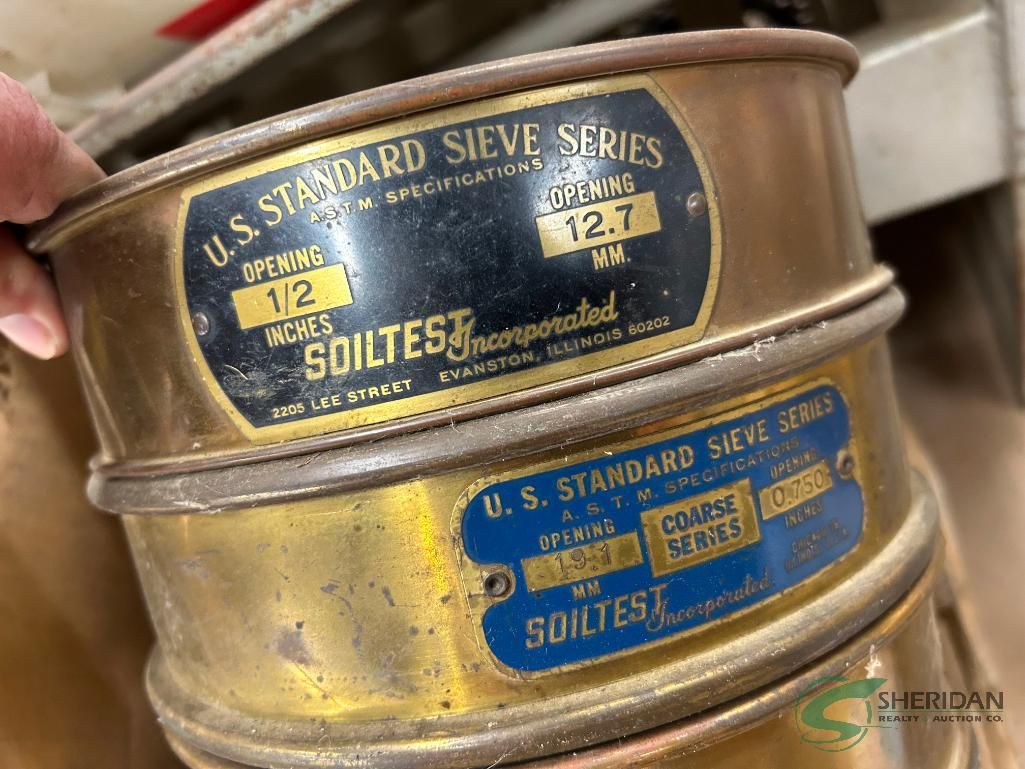 U.S. STANDARD SIEVE SERIES
A.S.T.M. SPECIFICATIONS
OPENING
1/2
INCHES
OPENING
12.7
MM.
SOILTEST Incorporated
2205 LEE STREET EVANSTON, ILLINOIS 60202
U. S. STANDARD SIEVE SERIES
A. S. T. M. SPECIFICATIONS
OPENING
19.1
MM
COARSE
SERIES
OPENING
0.750
INCHES
SOILTEST Incorporated
SHERIDAN
REALTY & AUCTION CO.